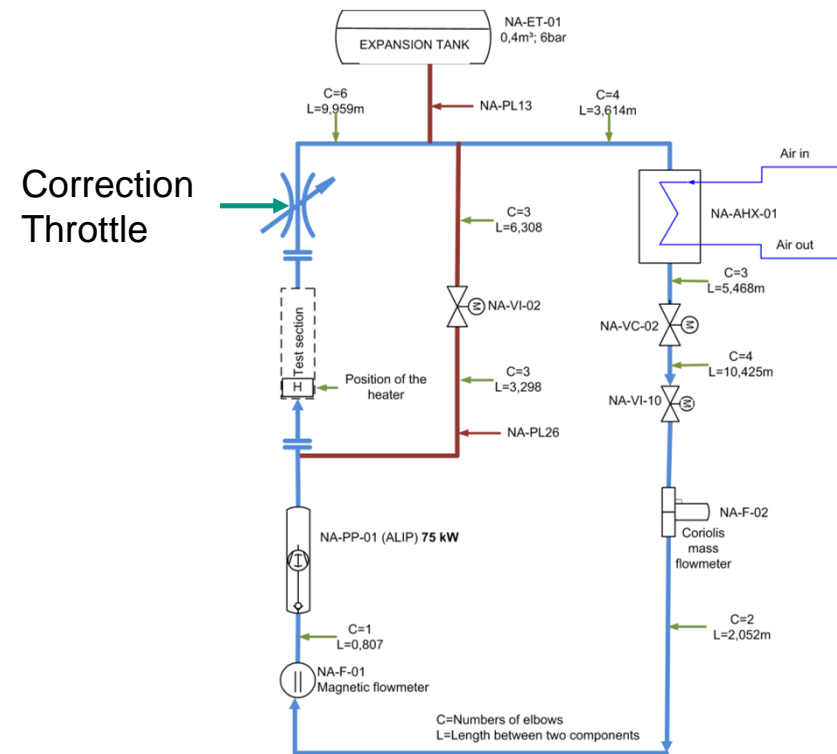 NA-ET-01
0,4m³; 6bar
EXPANSION TANK
C=6
L=9,959m
NA-PL13
C=4
L=3,614m
Air in
Correction
Throttle
NA-AHX-01
Air out
C=3
L=6,308
C=3
L=5,468m
NA-VI-02
M
NA-VC-02
M
Test section
H
Position of the
heater
C=3
L=3,298
C=4
L=10,425m
NA-VI-10
M
NA-PL26
NA-F-02
Coriolis
mass
flowmeter
NA-PP-01 (ALIP) 75 kW
C=1
L=0,807
C=2
L=2,052m
NA-F-01
Magnetic flowmeter
C=Numbers of elbows
L=Length between two components